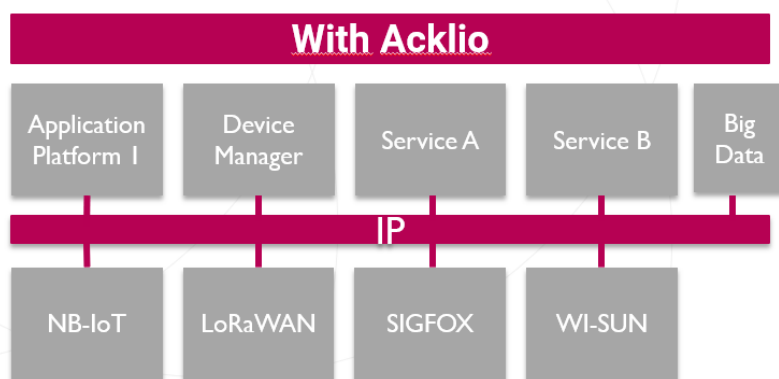 With Acklio
Application
Platform 1
Device
Manager
Service A
Service B
Big
Data
IP
NB-IoT
LoRaWAN
SIGFOX
WI-SUN